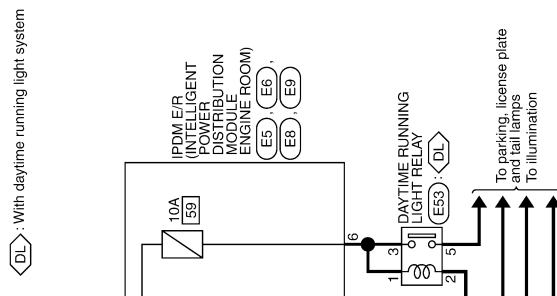 DL : With daytime running light system
IPDM E/R
(INTELLIGENT
POWER
DISTRIBUTION
MODULE
ENGINE ROOM)
E5 , E6 ,
E8 , E9
10A
59
6
DAYTIME RUNNING
LIGHT RELAY
E53 : DL
3
5
1
2
To parking, license plate
and tail lamps
To illumination